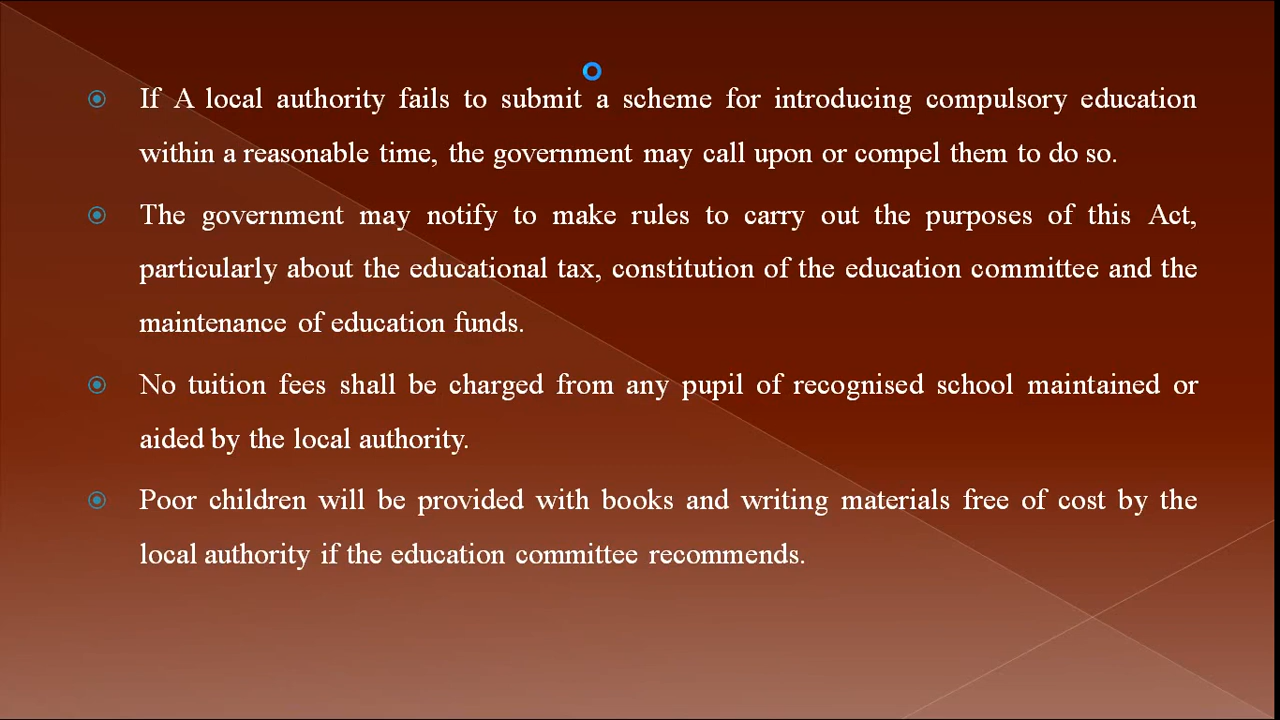 If A local authority fails to submit a scheme for introducing compulsory education
within a reasonable time, the government may call upon or compel them to do so.
The government may notify to make rules to carry out the purposes of this Act,
particularly about the educational tax, constitution of the education committee and the
maintenance of education funds.
No tuition fees shall be charged from any pupil of recognised school maintained or
aided by the local authority.
Poor children will be provided with books and writing materials free of cost by the
local authority if the education committee recommends.